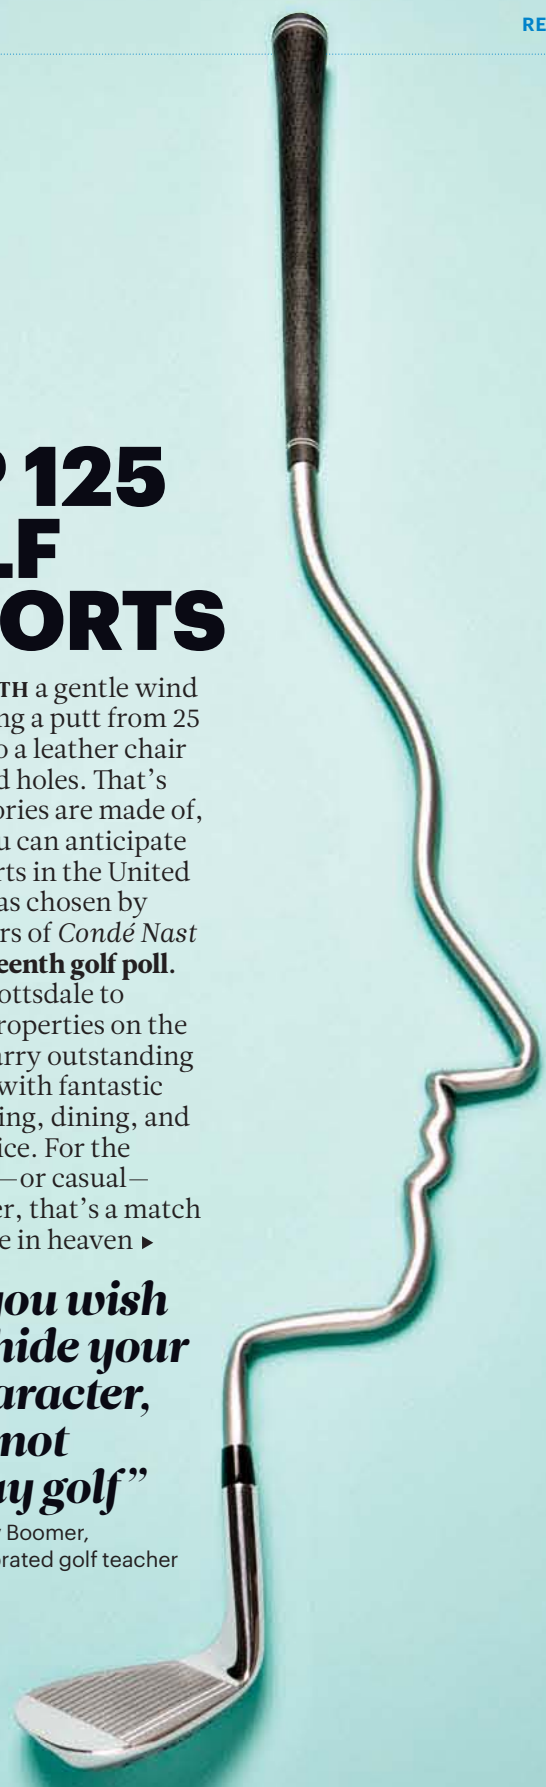 RE
P 125
LF
ORTS
TH a gentle wind
ng a putt from 25
o a leather chair
d holes. That's
ories are made of,
u can anticipate
rts in the United
as chosen by
rs of Condé Nast
eenth golf poll.
ottsdale to
roperties on the
arry outstanding
with fantastic
ing, dining, and
ice. For the
—or casual—
er, that's a match
e in heaven ▶
you wish
hide your
aracter,
not
ay golf”
y Boomer,
brated golf teacher